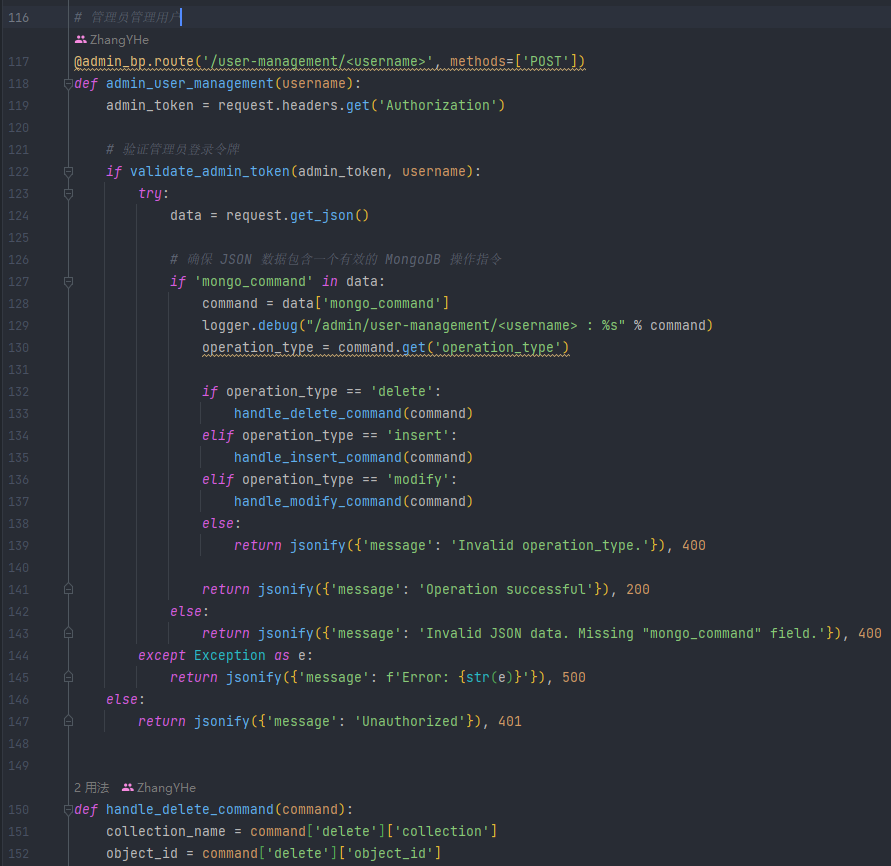 116 # 管理员管理用户
ZhangYHe
117 @admin_bp.route('/user-management/<username>', methods=['POST'])
118 def admin_user_management(username):
119 admin_token = request.headers.get('Authorization')
120
121 # 验证管理员登录令牌
122 if validate_admin_token(admin_token, username):
123 try:
124 data = request.get_json()
125
126 # 确保 JSON 数据包含一个有效的 MongoDB 操作指令
127 if 'mongo_command' in data:
128 command = data['mongo_command']
129 logger.debug("/admin/user-management/<username> : %s" % command)
130 operation_type = command.get('operation_type')
131
132 if operation_type == 'delete':
133 handle_delete_command(command)
134 elif operation_type == 'insert':
135 handle_insert_command(command)
136 elif operation_type == 'modify':
137 handle_modify_command(command)
138 else:
139 return jsonify({'message': 'Invalid operation_type.'}), 400
140
141 return jsonify({'message': 'Operation successful'}), 200
142 else:
143 return jsonify({'message': 'Invalid JSON data. Missing "mongo_command" field.'}), 400
144 except Exception as e:
145 return jsonify({'message': f'Error: {str(e)}'}), 500
146 else:
147 return jsonify({'message': 'Unauthorized'}), 401
148
149
2 用法 ZhangYHe
150 def handle_delete_command(command):
151 collection_name = command['delete']['collection']
152 object_id = command['delete']['object_id']